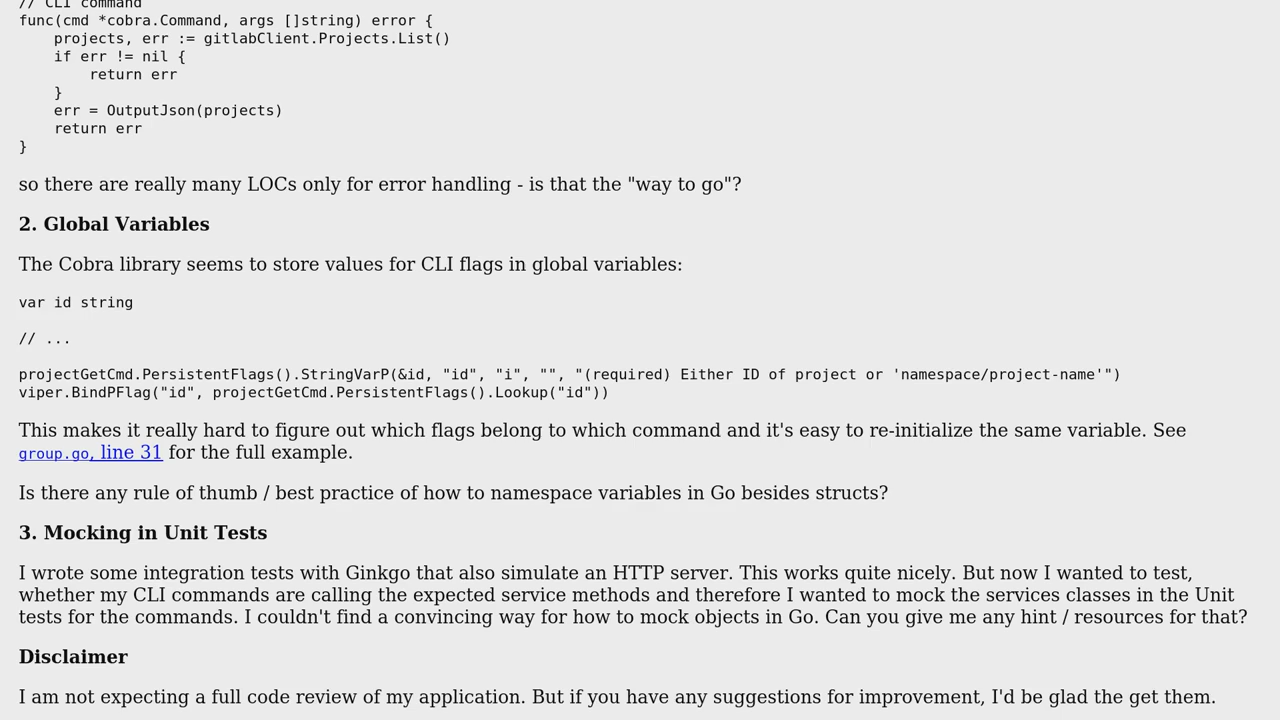 // CLI command
func(cmd *cobra.Command, args []string) error {
    projects, err := gitlabClient.Projects.List()
    if err != nil {
        return err
    }
    err = OutputJson(projects)
    return err
}
so there are really many LOCs only for error handling - is that the "way to go"?
2. Global Variables
The Cobra library seems to store values for CLI flags in global variables:
var id string
// ...
projectGetCmd.PersistentFlags().StringVarP(&id, "id", "i", "", "(required) Either ID of project or 'namespace/project-name'")
viper.BindPFlag("id", projectGetCmd.PersistentFlags().Lookup("id"))
This makes it really hard to figure out which flags belong to which command and it's easy to re-initialize the same variable. See
group.go, line 31 for the full example.
Is there any rule of thumb / best practice of how to namespace variables in Go besides structs?
3. Mocking in Unit Tests
I wrote some integration tests with Ginkgo that also simulate an HTTP server. This works quite nicely. But now I wanted to test,
whether my CLI commands are calling the expected service methods and therefore I wanted to mock the services classes in the Unit
tests for the commands. I couldn't find a convincing way for how to mock objects in Go. Can you give me any hint / resources for that?
Disclaimer
I am not expecting a full code review of my application. But if you have any suggestions for improvement, I'd be glad the get them.